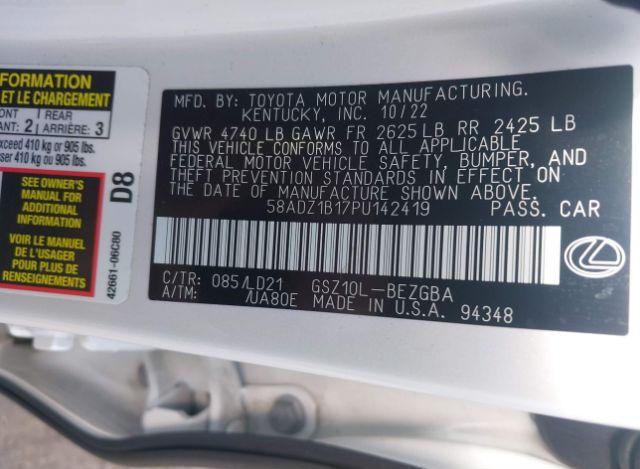 FORMATION
ET LE CHARGEMENT
ONT REAR
ANT: 2 ARRIÈRE: 3
xceed 410 kg or 905 lbs.
ser 410 kg ou 905 lbs.
SEE OWNER'S
MANUAL FOR
ADDITIONAL
INFORMATION
VOIR LE MANUEL
DE L'USAGER
POUR PLUS DE
RENSEIGNEMENTS
D8
42661-06C80
MFD. BY: TOYOTA MOTOR MANUFACTURING.
KENTUCKY, INC. 10/22
GVWR 4740 LB GAWR FR 2625 LB RR 2425 LB
THIS VEHICLE CONFORMS TO ALL APPLICABLE
FEDERAL MOTOR VEHICLE SAFETY, BUMPER, AND
THEFT PREVENTION STANDARDS IN EFFECT ON
THE DATE OF MANUFACTURE SHOWN ABOVE.
58ADZ1B17PU142419 PASS. CAR
C/TR: 085/LD21 GSZ10L-BEZGBA
A/TM: /UA80E MADE IN U.S.A. 94348